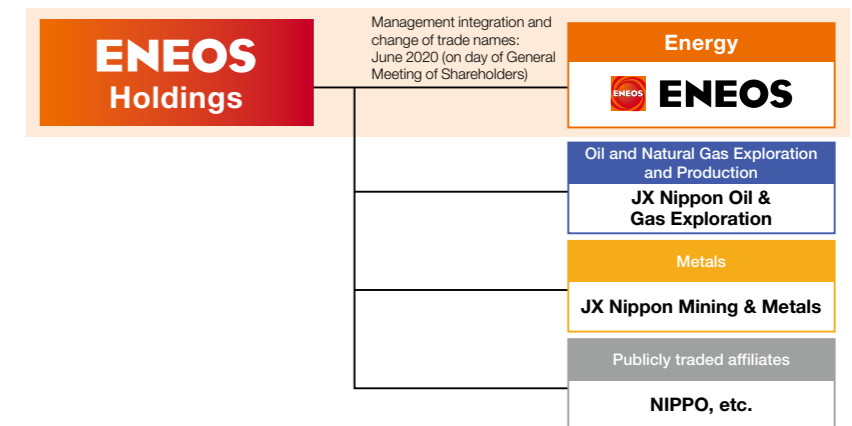 ENEOS
Holdings
Management integration and
change of trade names:
June 2020 (on day of General
Meeting of Shareholders)
Energy
ENEOS
ENEOS
Oil and Natural Gas Exploration
and Production
JX Nippon Oil &
Gas Exploration
Metals
JX Nippon Mining & Metals
Publicly traded affiliates
NIPPO, etc.